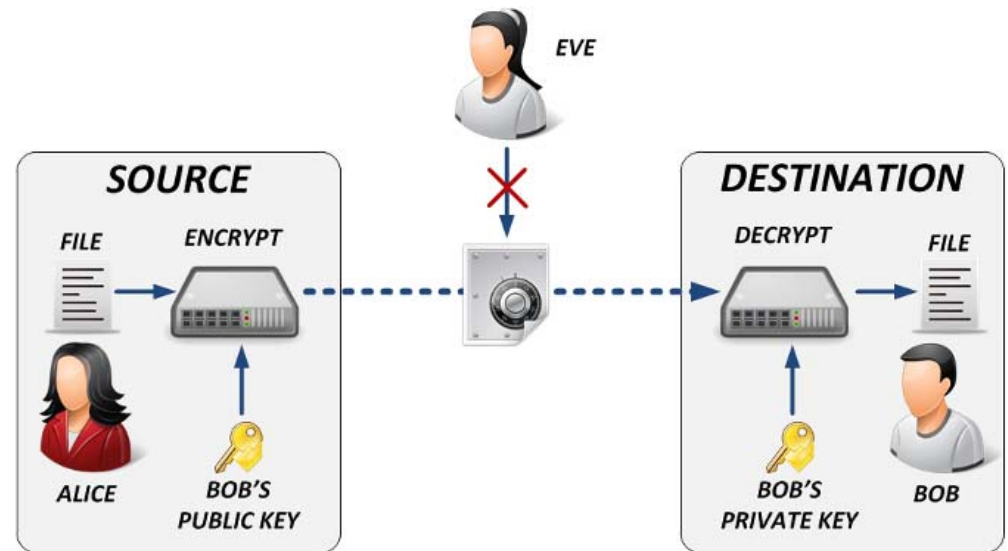 EVE
SOURCE
FILE
ENCRYPT
ALICE
BOB'S
PUBLIC KEY
DESTINATION
DECRYPT
FILE
BOB'S
PRIVATE KEY
BOB